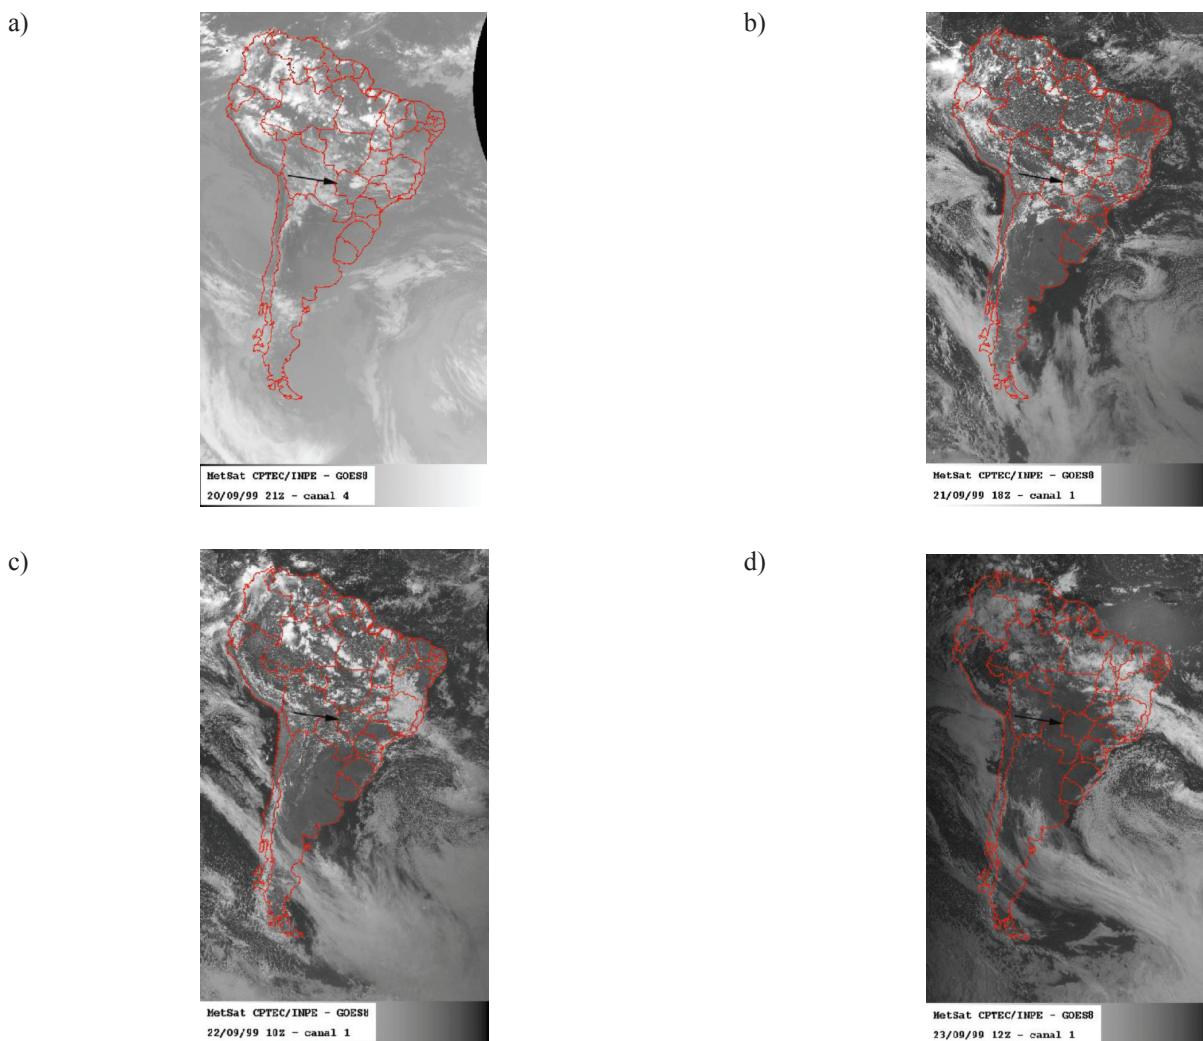 a)
b)
MetSat CPTEC/INPE - GOES8
20/09/99 21Z - canal 4
MetSat CPTEC/INPE - GOES8
21/09/99 18Z - canal 1
c)
d)
MetSat CPTEC/INPE - GOES8
22/09/99 18Z - canal 1
MetSat CPTEC/INPE - GOES8
23/09/99 12Z - canal 1